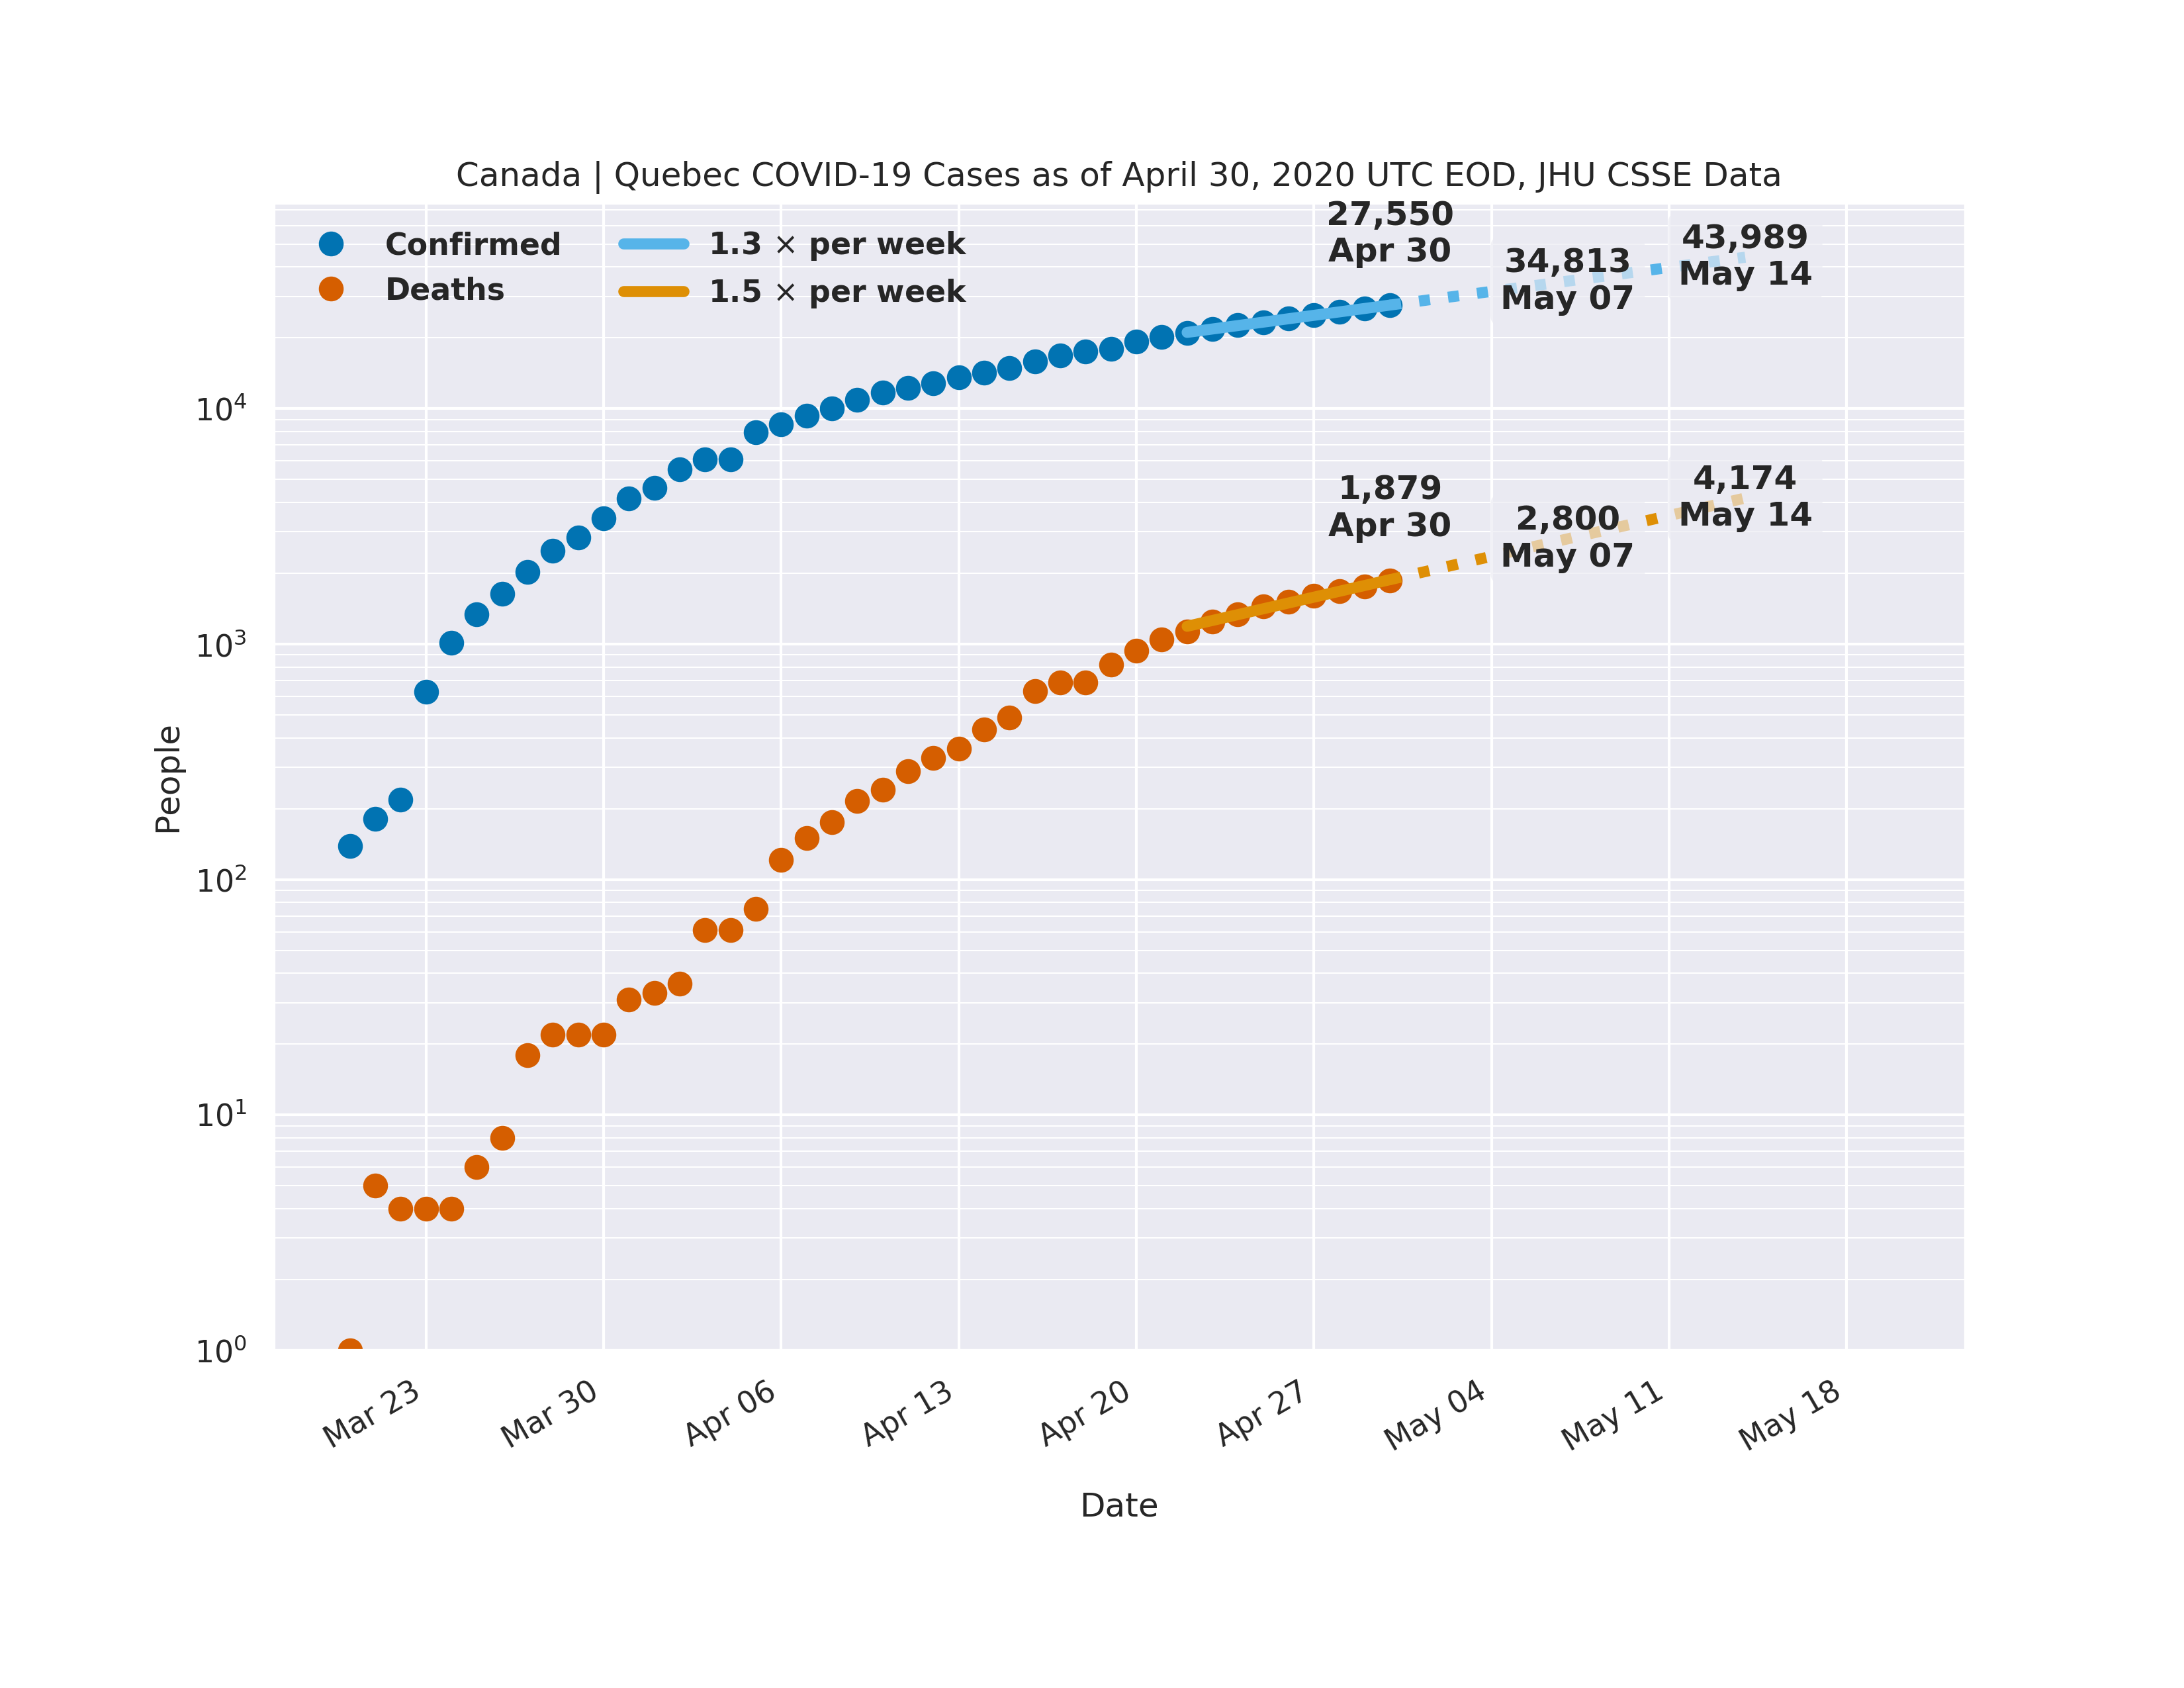 Canada | Quebec COVID-19 Cases as of April 30, 2020 UTC EOD, JHU CSSE Data
Confirmed
Deaths
1.3 × per week
1.5 × per week
27,550
Apr 30
34,813
May 07
43,989
May 14
1,879
Apr 30
2,800
May 07
4,174
May 14
People
10⁴
10³
10²
10¹
10⁰
Mar 23
Mar 30
Apr 06
Apr 13
Apr 20
Apr 27
May 04
May 11
May 18
Date